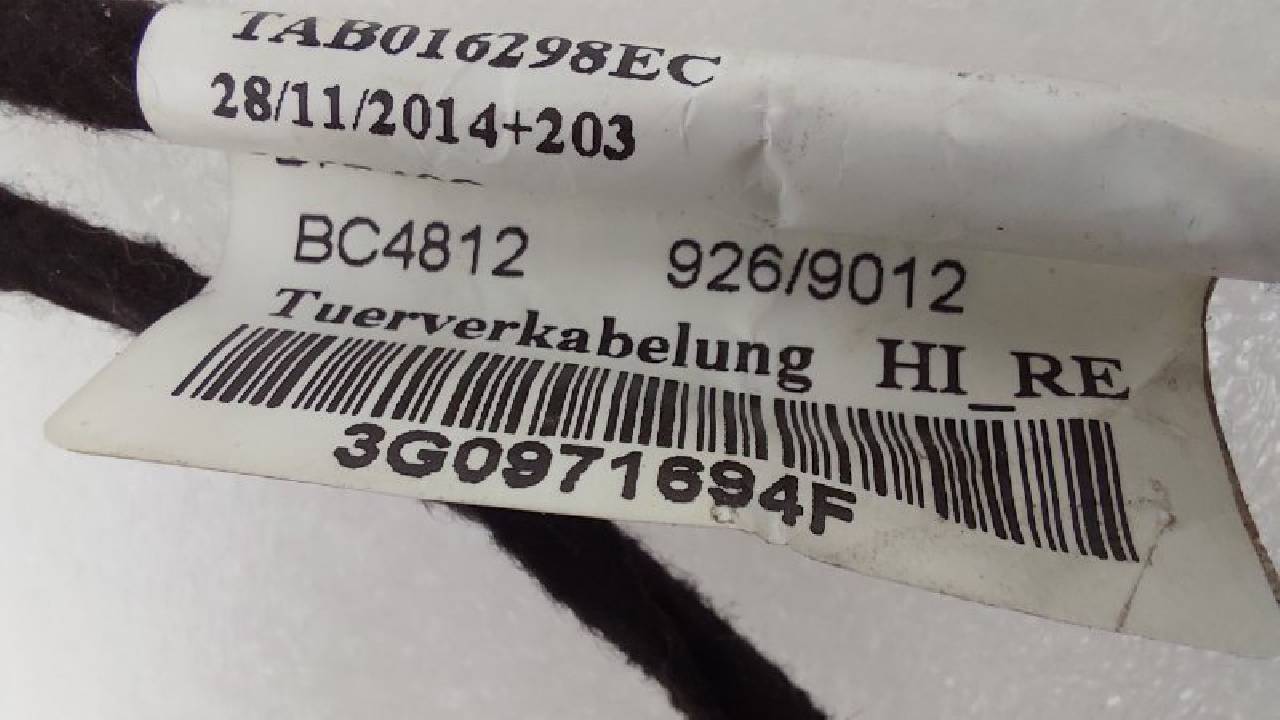 TAB016298EC
28/11/2014+203
BC4812 926/9012
Tuerverkabelung HI_RE
3G0971694F